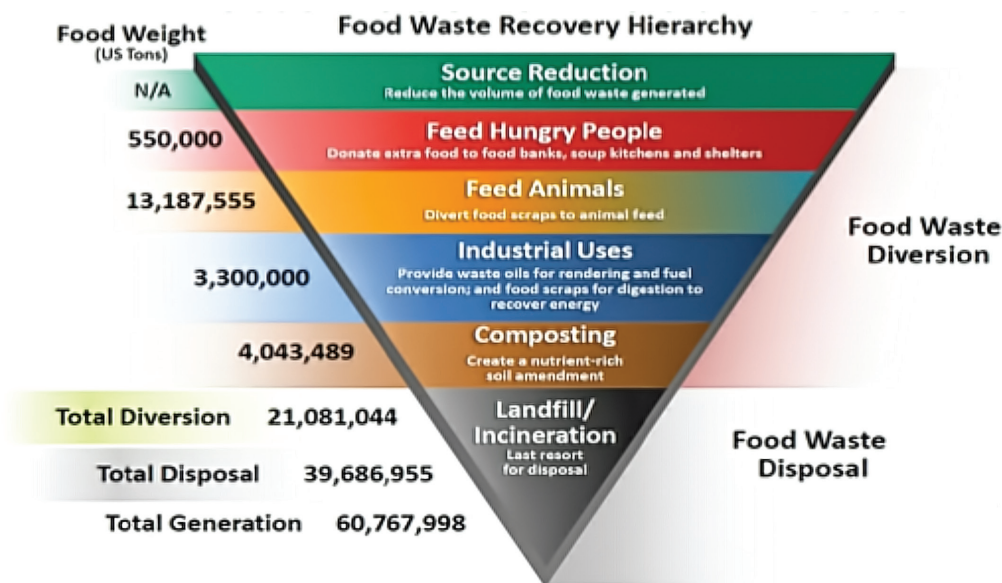 Food Waste Recovery Hierarchy
Food Weight
(US Tons)
N/A
Source Reduction
Reduce the volume of food waste generated
550,000
Feed Hungry People
Donate extra food to food banks, soup kitchens and shelters
13,187,555
Feed Animals
Divert food scraps to animal feed
3,300,000
Industrial Uses
Provide waste oils for rendering and fuel
conversion; and food scraps for digestion to
recover energy
4,043,489
Composting
Create a nutrient-rich
soil amendment
Food Waste
Diversion
Total Diversion 21,081,044
Total Disposal 39,686,955
Total Generation 60,767,998
Landfill/
Incineration
Last resort
for disposal
Food Waste
Disposal